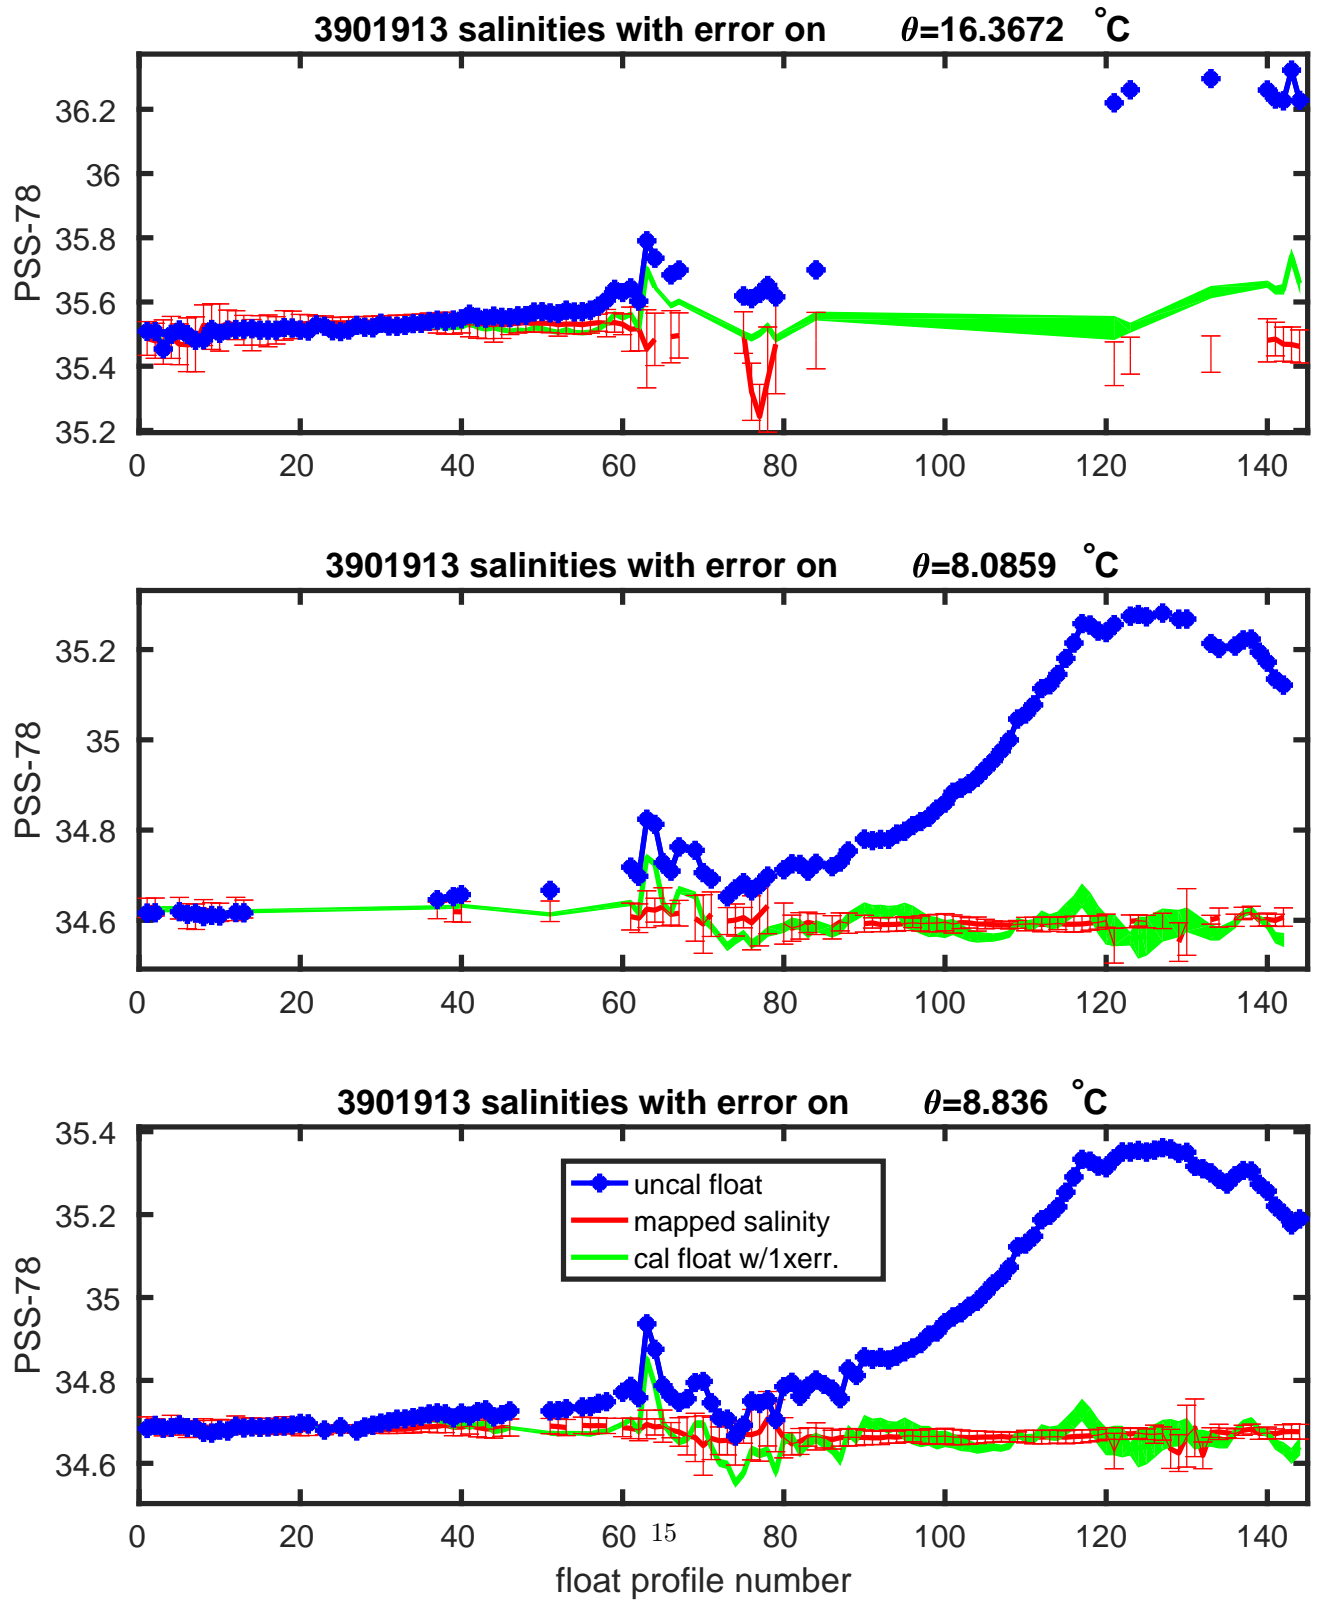 3901913 salinities with error on θ=16.3672 °C
PSS-78
36.2
36
35.8
35.6
35.4
35.2
0 20 40 60 80 100 120 140
3901913 salinities with error on θ=8.0859 °C
PSS-78
35.2
35
34.8
34.6
0 20 40 60 80 100 120 140
3901913 salinities with error on θ=8.836 °C
PSS-78
35.4
35.2
35
34.8
34.6
uncal float
mapped salinity
cal float w/1xerr.
0 20 40 60 80 100 120 140
15
float profile number